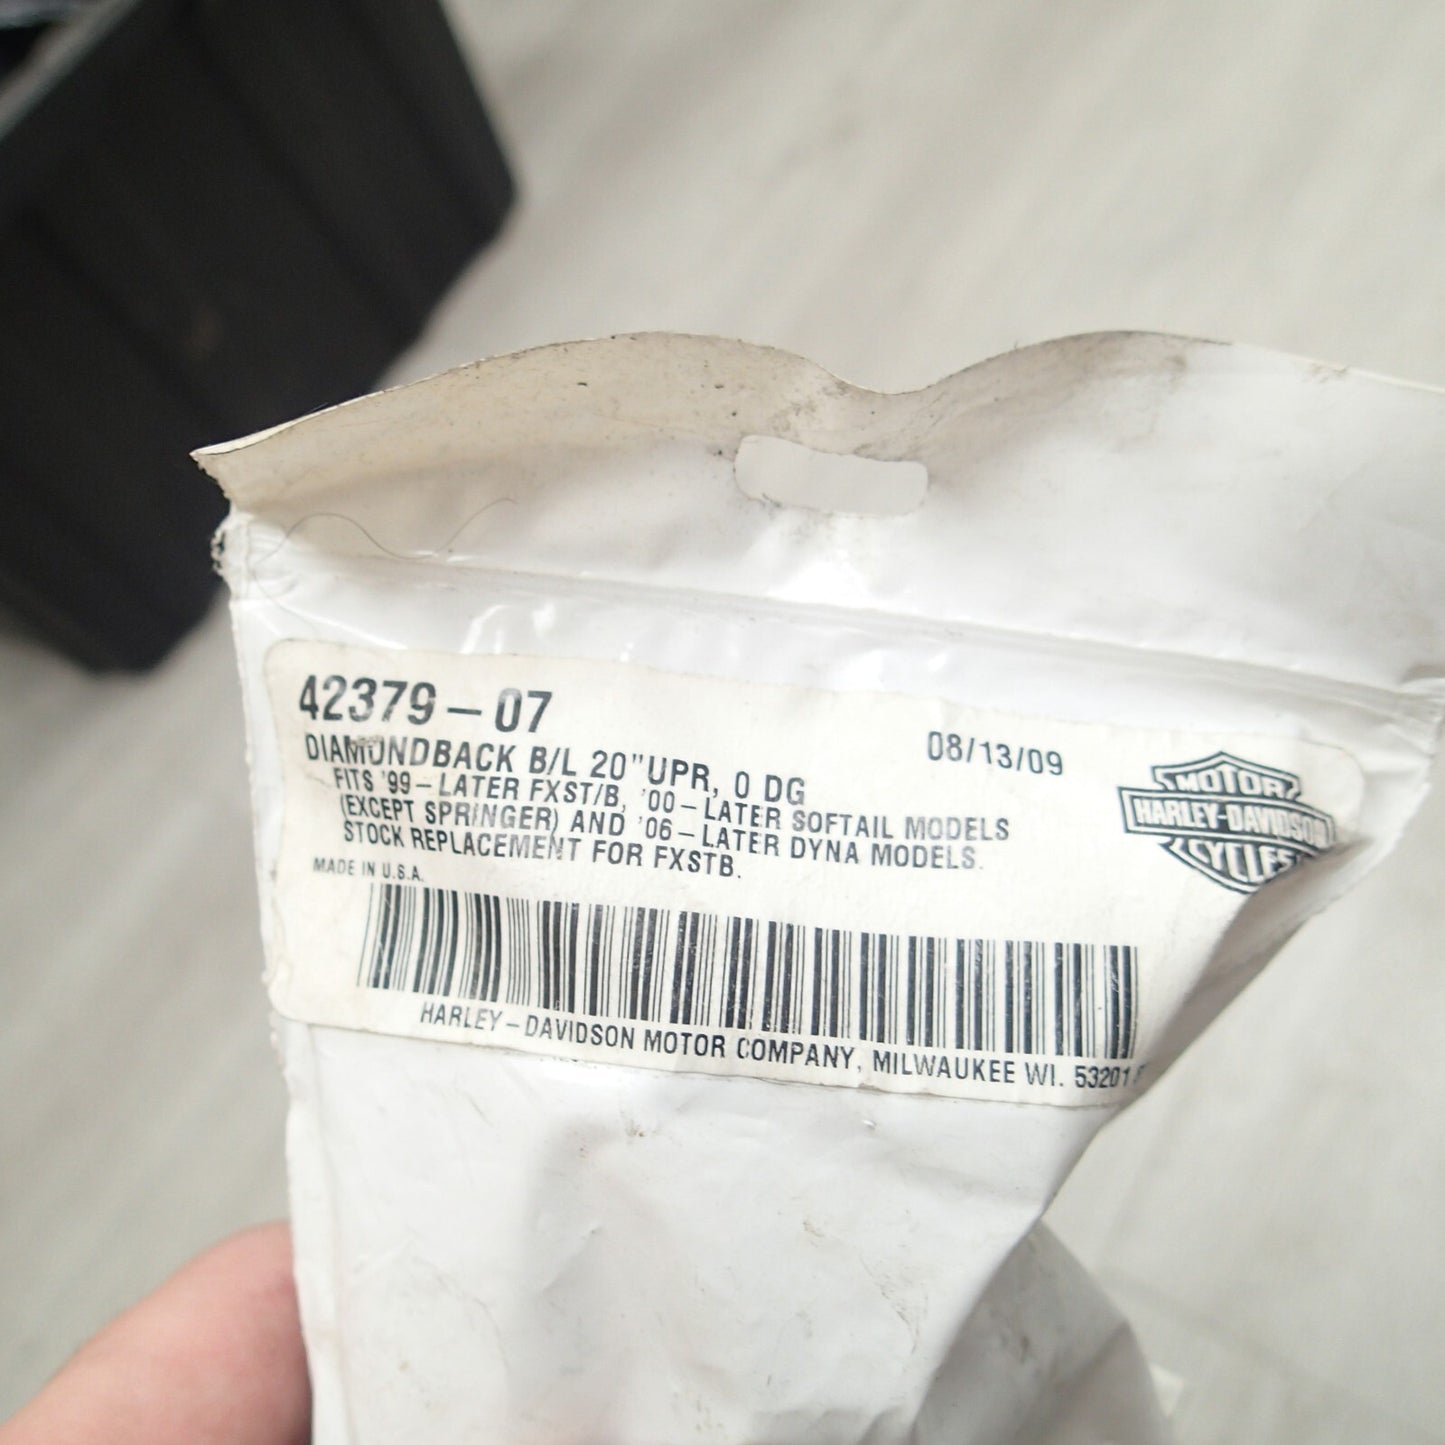 42379-07
08/13/09
DIAMONDBACK B/L 20"UPR, 0 DG
FITS '99-LATER FXST/B, '00-LATER SOFTAIL MODELS
(EXCEPT SPRINGER) AND '06-LATER DYNA MODELS.
STOCK REPLACEMENT FOR FXSTB.
MADE IN U.S.A.
MOTOR
HARLEY-DAVIDSON
CYCLES
HARLEY-DAVIDSON MOTOR COMPANY, MILWAUKEE WI. 53201